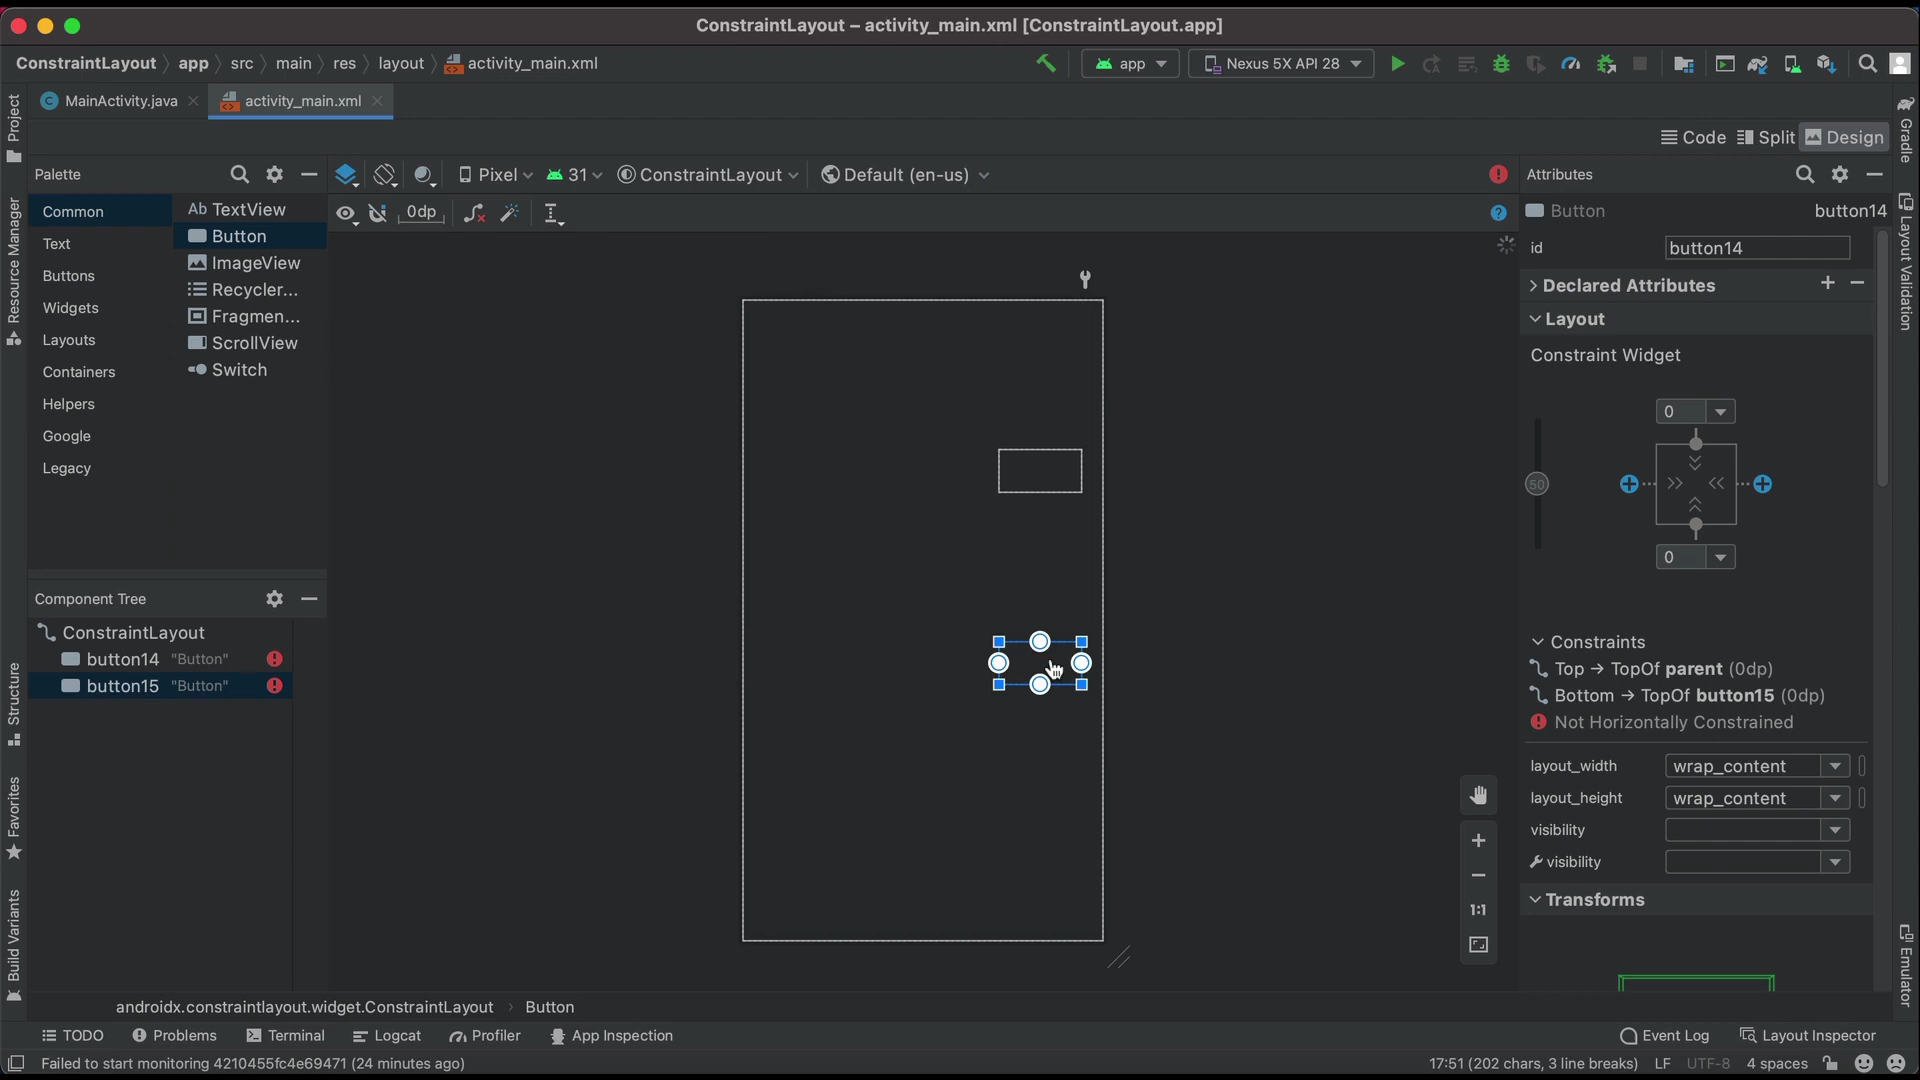 ConstraintLayout – activity_main.xml [ConstraintLayout.app]
ConstraintLayout app src main res layout activity_main.xml
app Nexus 5X API 28
MainActivity.java activity_main.xml
Code Split Design
Palette
Pixel 31 ConstraintLayout Default (en-us)
Attributes
0dp
Common
Text
Buttons
Widgets
Layouts
Containers
Helpers
Google
Legacy
Ab TextView
Button
ImageView
Recycler...
Fragmen...
ScrollView
Switch
Component Tree
ConstraintLayout
button14 "Button"
button15 "Button"
Button button14
id button14
Declared Attributes
Layout
Constraint Widget
0
50
0
Constraints
Top → TopOf parent (0dp)
Bottom → TopOf button15 (0dp)
Not Horizontally Constrained
layout_width wrap_content
layout_height wrap_content
visibility
visibility
Transforms
1:1
Project
Resource Manager
Structure
Favorites
Build Variants
Gradle
Layout Validation
Emulator
androidx.constraintlayout.widget.ConstraintLayout Button
TODO Problems Terminal Logcat Profiler App Inspection
Event Log Layout Inspector
Failed to start monitoring 4210455fc4e69471 (24 minutes ago)
17:51 (202 chars, 3 line breaks) LF UTF-8 4 spaces